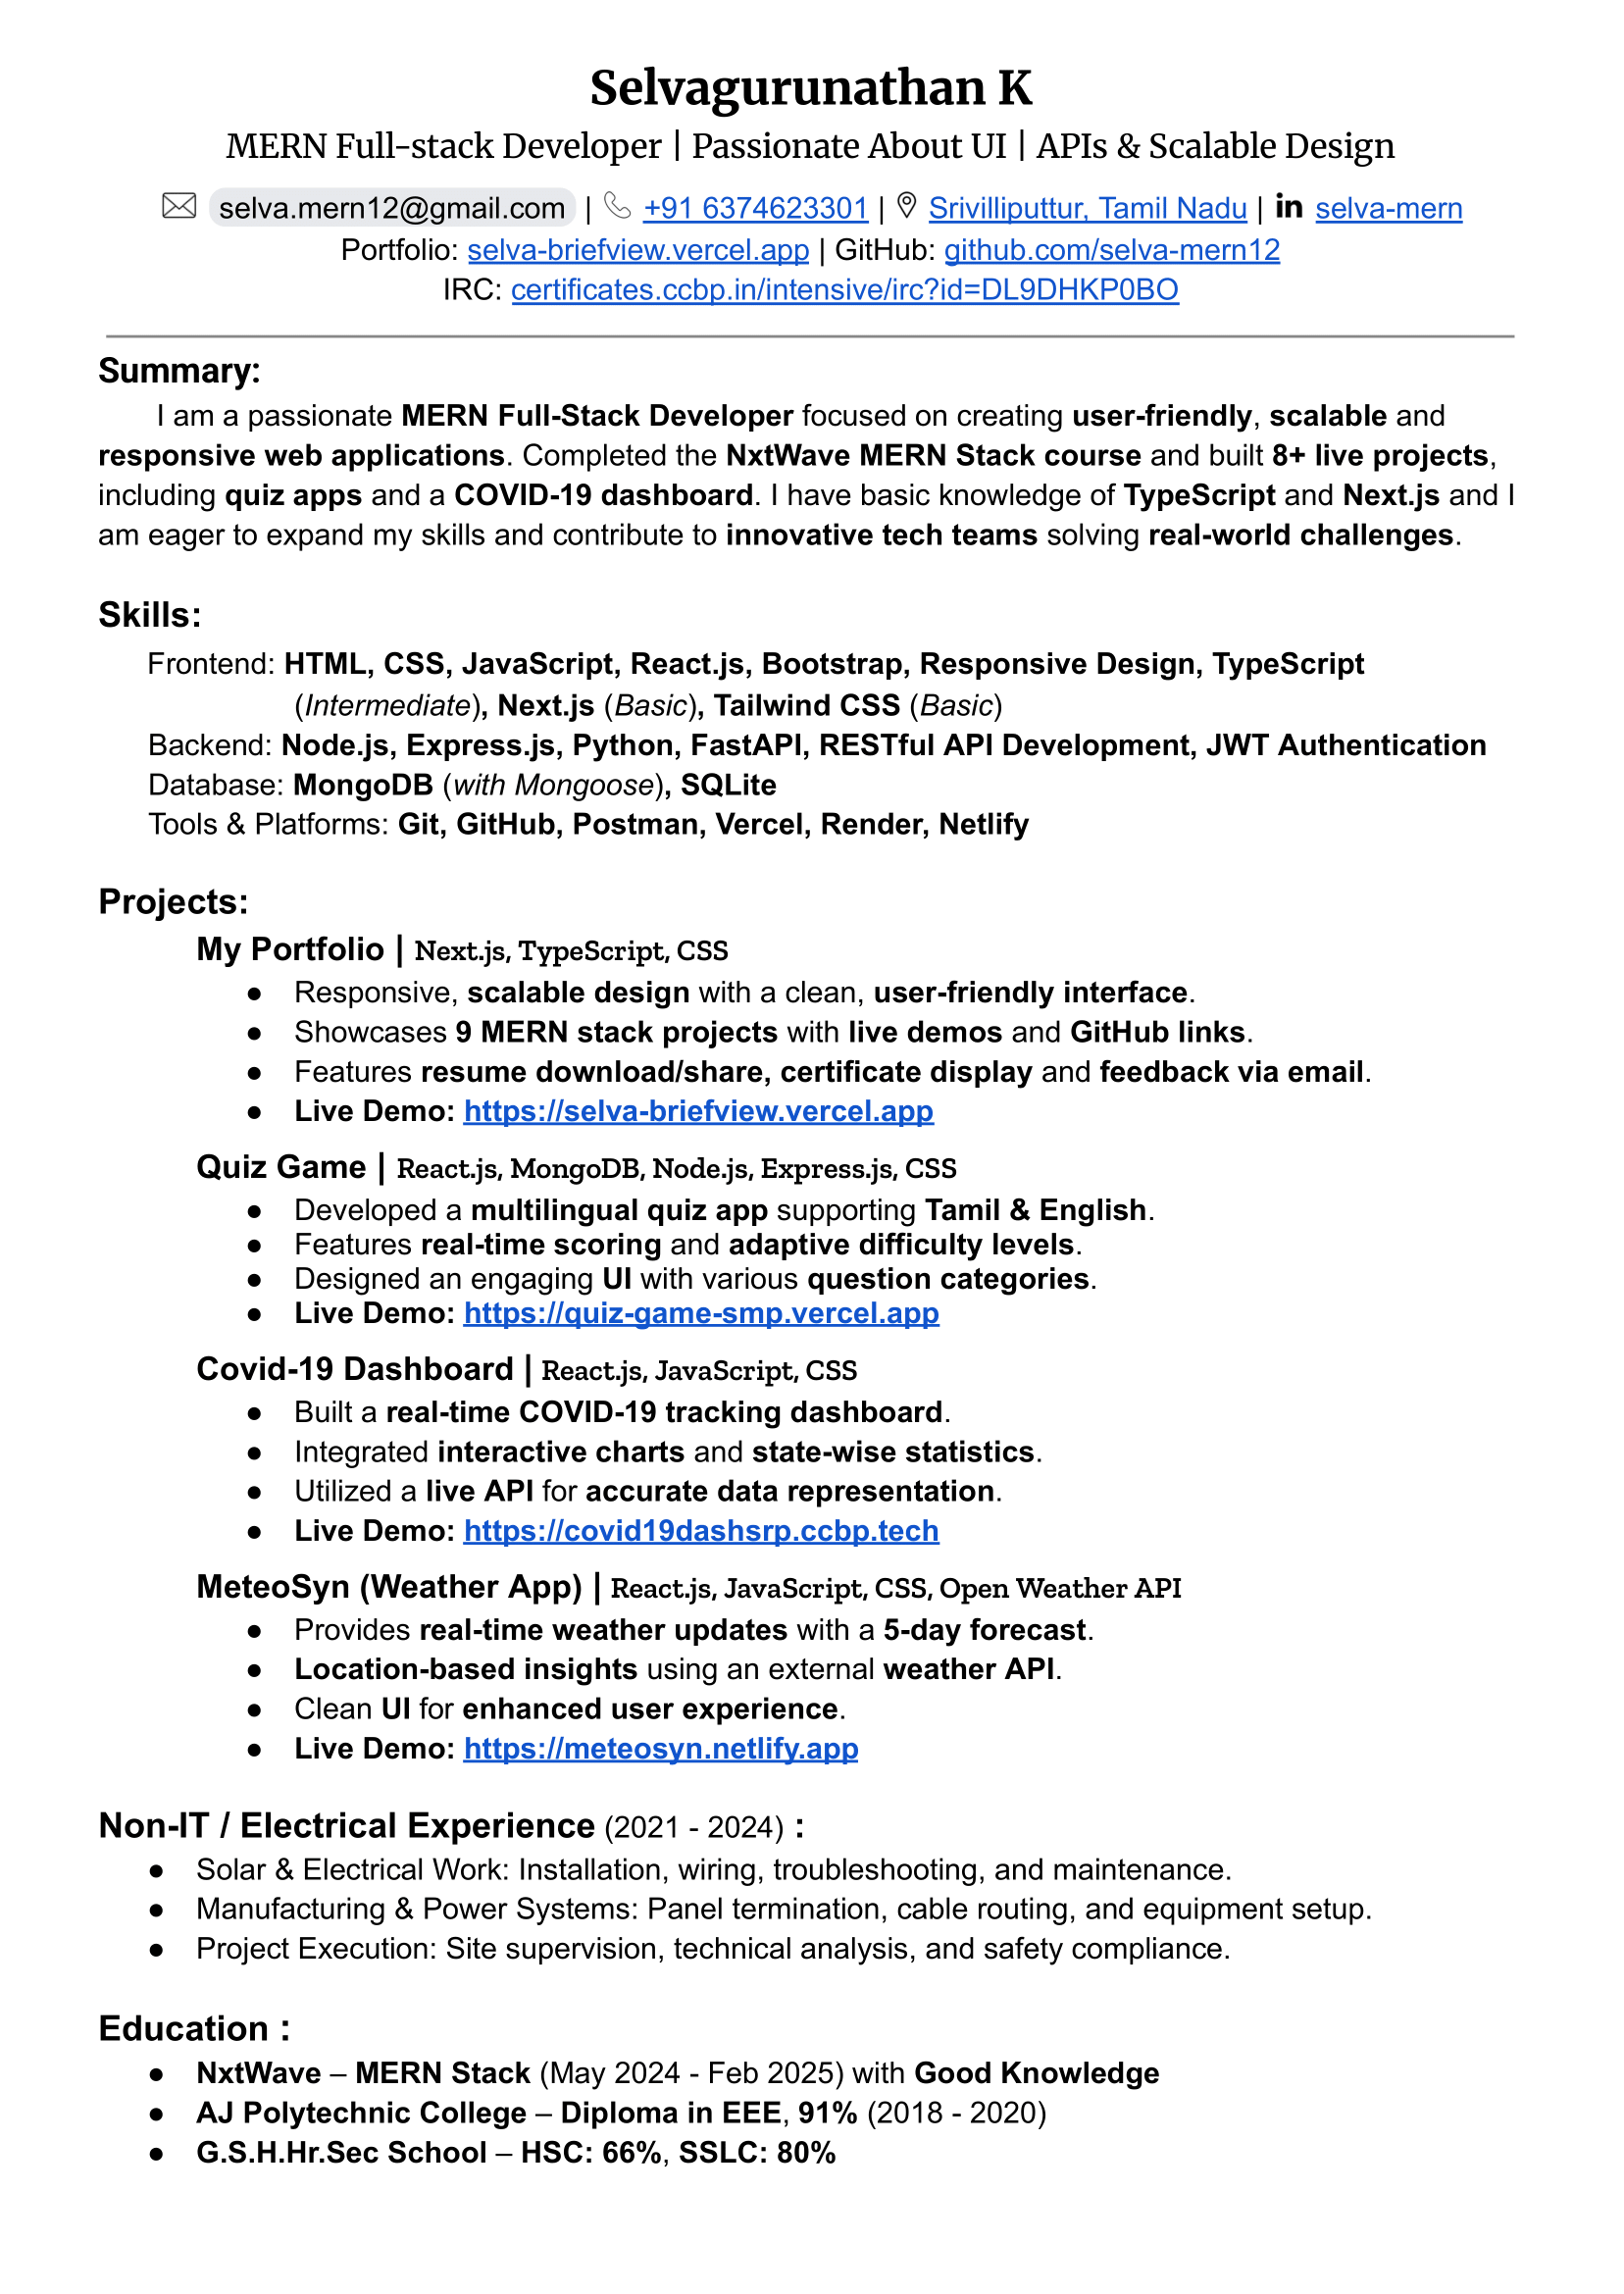 Selvagurunathan K
MERN Full-stack Developer | Passionate About UI | APIs & Scalable Design
selva.mern12@gmail.com | +91 6374623301 | Srivilliputtur, Tamil Nadu | in selva-mern
Portfolio: selva-briefview.vercel.app | GitHub: github.com/selva-mern12
IRC: certificates.ccbp.in/intensive/irc?id=DL9DHKP0BO
Summary:
I am a passionate MERN Full-Stack Developer focused on creating user-friendly, scalable and
responsive web applications. Completed the NxtWave MERN Stack course and built 8+ live projects,
including quiz apps and a COVID-19 dashboard. I have basic knowledge of TypeScript and Next.js and I
am eager to expand my skills and contribute to innovative tech teams solving real-world challenges.
Skills:
Frontend: HTML, CSS, JavaScript, React.js, Bootstrap, Responsive Design, TypeScript
(Intermediate), Next.js (Basic), Tailwind CSS (Basic)
Backend: Node.js, Express.js, Python, FastAPI, RESTful API Development, JWT Authentication
Database: MongoDB (with Mongoose), SQLite
Tools & Platforms: Git, GitHub, Postman, Vercel, Render, Netlify
Projects:
My Portfolio | Next.js, TypeScript, CSS
● Responsive, scalable design with a clean, user-friendly interface.
● Showcases 9 MERN stack projects with live demos and GitHub links.
● Features resume download/share, certificate display and feedback via email.
● Live Demo: https://selva-briefview.vercel.app
Quiz Game | React.js, MongoDB, Node.js, Express.js, CSS
● Developed a multilingual quiz app supporting Tamil & English.
● Features real-time scoring and adaptive difficulty levels.
● Designed an engaging UI with various question categories.
● Live Demo: https://quiz-game-smp.vercel.app
Covid-19 Dashboard | React.js, JavaScript, CSS
● Built a real-time COVID-19 tracking dashboard.
● Integrated interactive charts and state-wise statistics.
● Utilized a live API for accurate data representation.
● Live Demo: https://covid19dashsrp.ccbp.tech
MeteoSyn (Weather App) | React.js, JavaScript, CSS, Open Weather API
● Provides real-time weather updates with a 5-day forecast.
● Location-based insights using an external weather API.
● Clean UI for enhanced user experience.
● Live Demo: https://meteosyn.netlify.app
Non-IT / Electrical Experience (2021 - 2024) :
● Solar & Electrical Work: Installation, wiring, troubleshooting, and maintenance.
● Manufacturing & Power Systems: Panel termination, cable routing, and equipment setup.
● Project Execution: Site supervision, technical analysis, and safety compliance.
Education :
● NxtWave – MERN Stack (May 2024 - Feb 2025) with Good Knowledge
● AJ Polytechnic College – Diploma in EEE, 91% (2018 - 2020)
● G.S.H.Hr.Sec School – HSC: 66%, SSLC: 80%